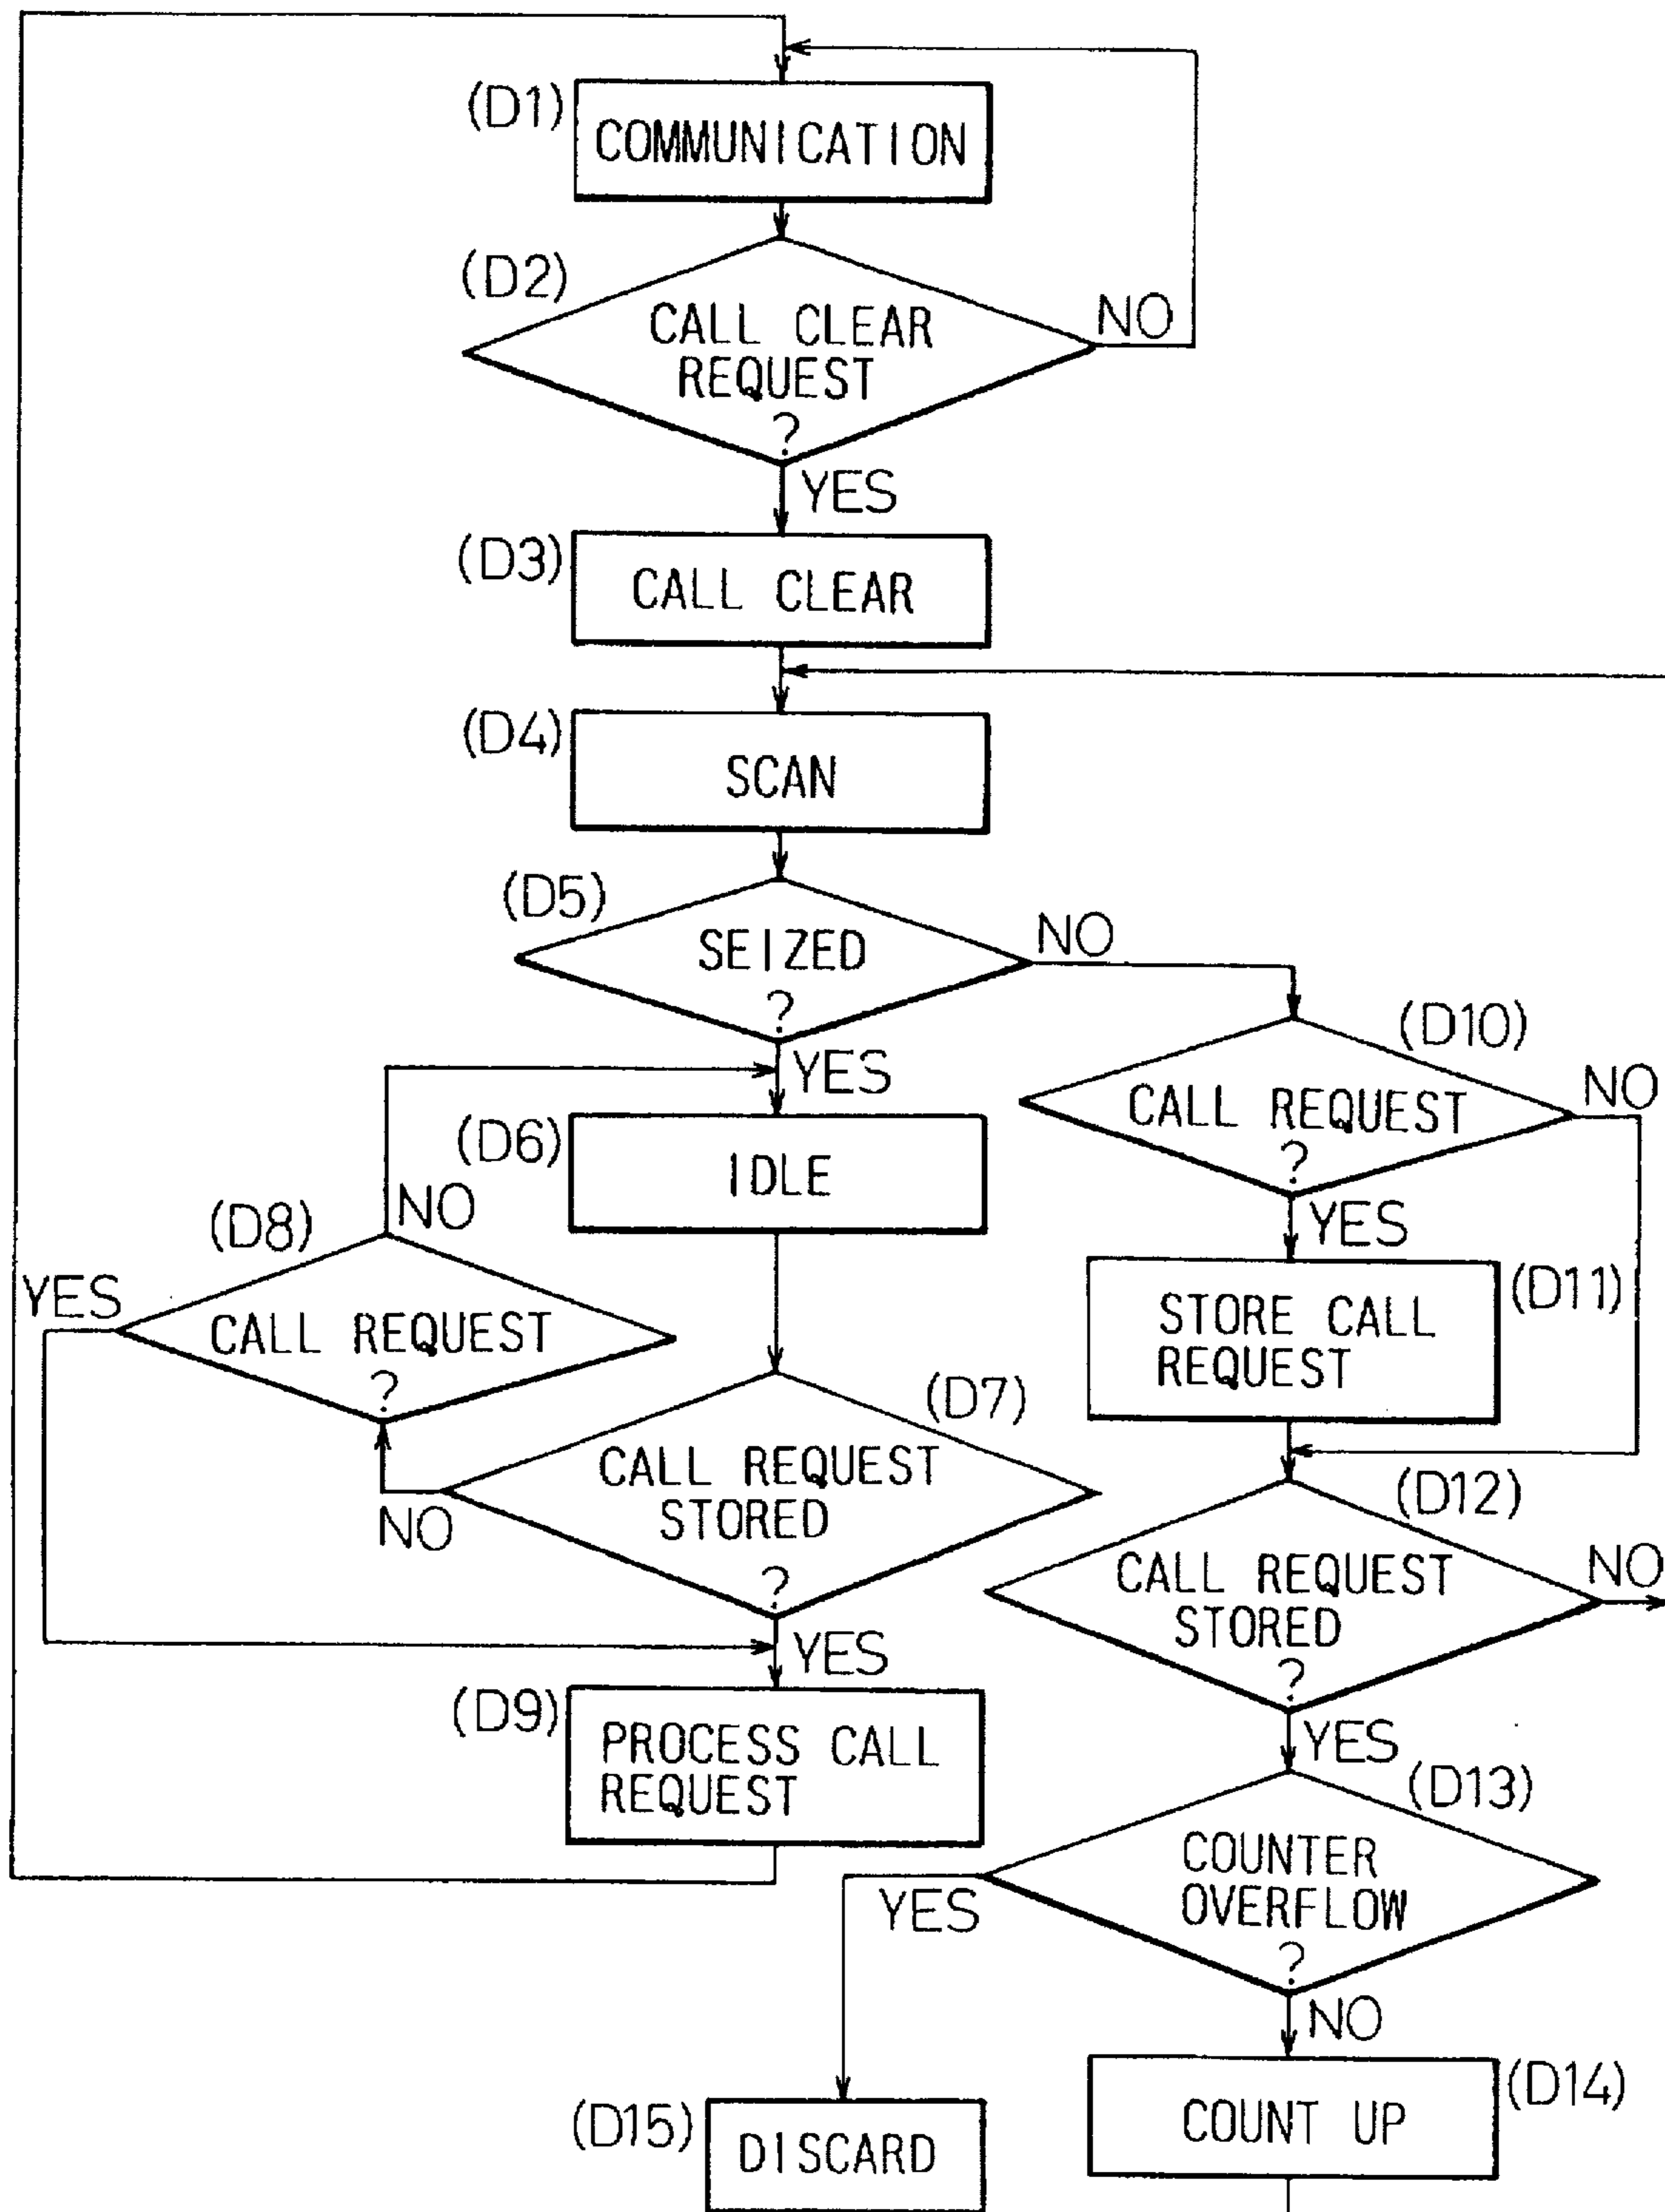 (D1)
COMMUNICATION
(D2)
CALL CLEAR
REQUEST
?
NO
YES
(D3)
CALL CLEAR
(D4)
SCAN
(D5)
SEIZED
?
NO
YES
(D10)
CALL REQUEST
?
NO
YES
(D6)
IDLE
(D8)
NO
YES
CALL REQUEST
?
(D11)
STORE CALL
REQUEST
(D7)
CALL REQUEST
STORED
?
NO
YES
(D12)
CALL REQUEST
STORED
?
NO
YES
(D9)
PROCESS CALL
REQUEST
(D13)
COUNTER
OVERFLOW
?
YES
NO
(D14)
COUNT UP
(D15)
DISCARD